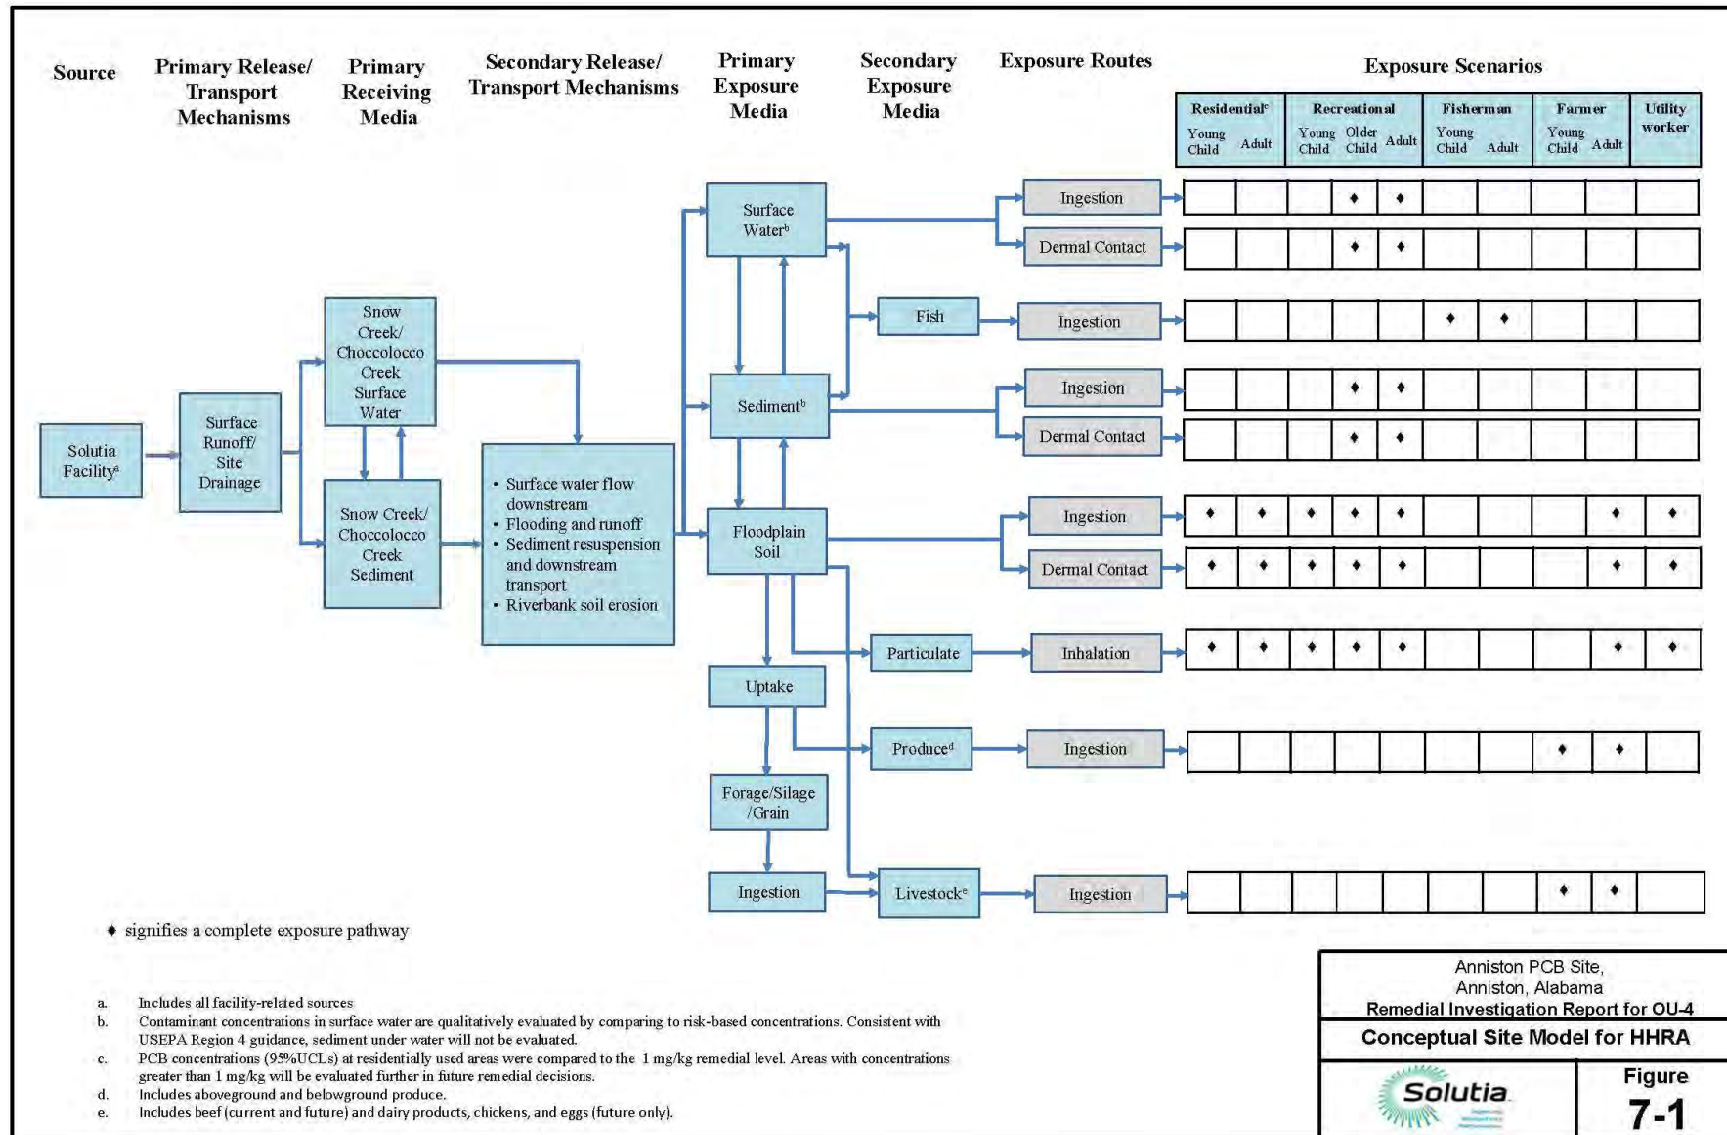 Source
Primary Release/
Transport
Mechanisms
Primary
Receiving
Media
Secondary Release/
Transport Mechanisms
Primary
Exposure
Media
Secondary
Exposure
Media
Exposure Routes
Exposure Scenarios
Residentialᶜ
Recreational
Fisherman
Farmer
Utility
worker
Young
Child
Adult
Young
Child
Older
Child
Adult
Young
Child
Adult
Young
Child
Adult
Solutia
Facilityᵃ
Surface
Runoff/
Site
Drainage
Snow
Creek/
Choccolocco
Creek
Surface
Water
Snow Creek/
Choccolocco
Creek
Sediment
• Surface water flow
downstream
• Flooding and runoff
• Sediment resuspension
and downstream
transport
• Riverbank soil erosion
Surface
Waterᵇ
Ingestion
♦ ♦
Dermal Contact
♦ ♦
Fish
Ingestion
♦ ♦
Sedimentᵇ
Ingestion
♦ ♦
Dermal Contact
♦ ♦
Floodplain
Soil
Ingestion
♦ ♦ ♦ ♦ ♦ ♦ ♦
Dermal Contact
♦ ♦ ♦ ♦ ♦ ♦ ♦
Particulate
Inhalation
♦ ♦ ♦ ♦ ♦ ♦ ♦
Uptake
Produceᵈ
Ingestion
♦ ♦
Forage/Silage
/Grain
Ingestion
Livestockᵉ
Ingestion
♦ ♦
♦ signifies a complete exposure pathway
a. Includes all facility-related sources
b. Contaminant concentrations in surface water are qualitatively evaluated by comparing to risk-based concentrations. Consistent with
USEPA Region 4 guidance, sediment under water will not be evaluated.
c. PCB concentrations (95%UCLs) at residentially used areas were compared to the 1 mg/kg remedial level. Areas with concentrations
greater than 1 mg/kg will be evaluated further in future remedial decisions.
d. Includes aboveground and belowground produce.
e. Includes beef (current and future) and dairy products, chickens, and eggs (future only).
Anniston PCB Site,
Anniston, Alabama
Remedial Investigation Report for OU-4
Conceptual Site Model for HHRA
Solutia
Figure
7-1